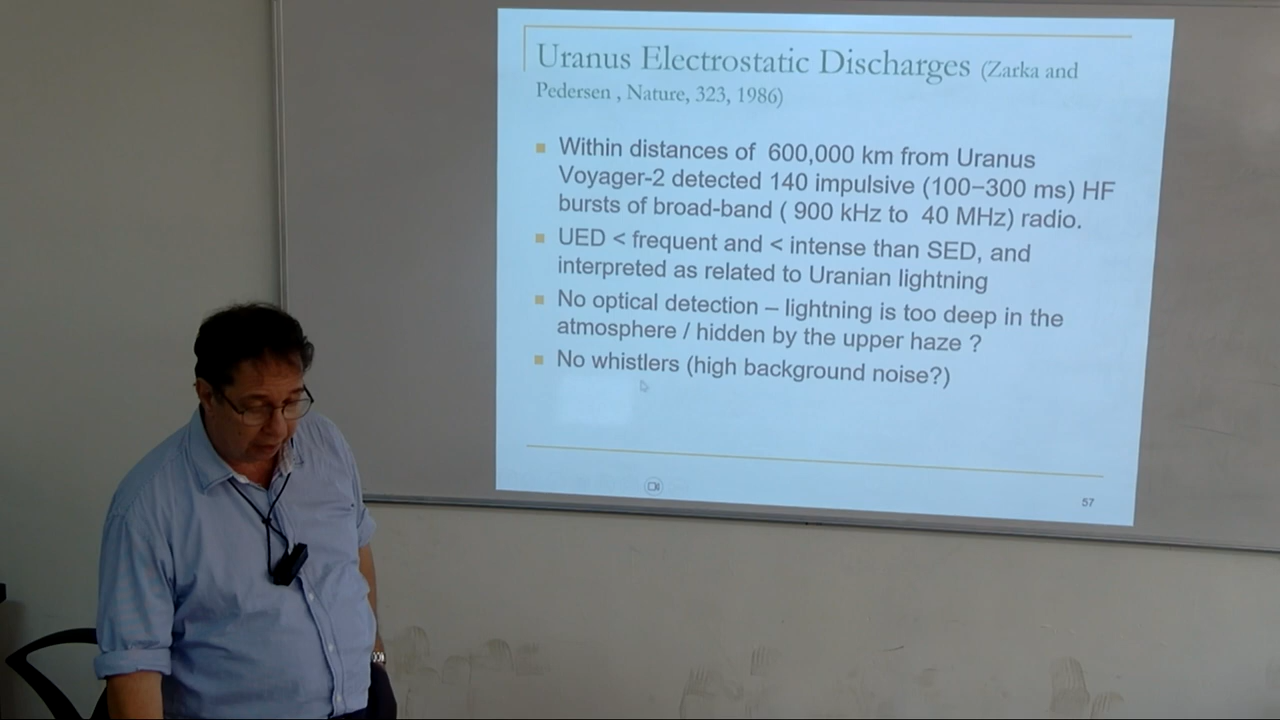 Uranus Electrostatic Discharges (Zarka and
Pedersen , Nature, 323, 1986)
Within distances of 600,000 km from Uranus
Voyager-2 detected 140 impulsive (100–300 ms) HF
bursts of broad-band ( 900 kHz to 40 MHz) radio.
UED < frequent and < intense than SED, and
interpreted as related to Uranian lightning
No optical detection – lightning is too deep in the
atmosphere / hidden by the upper haze ?
No whistlers (high background noise?)
57